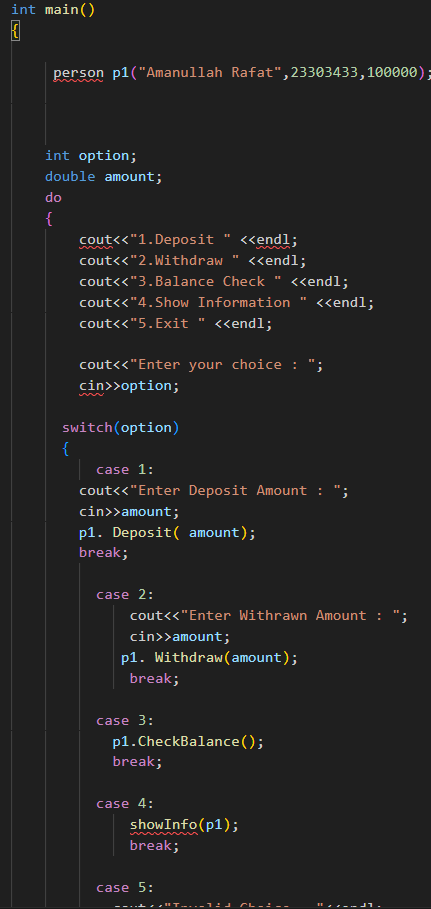 int main()
{
person p1("Amanullah Rafat",23303433,100000);
int option;
double amount;
do
{
cout<<"1.Deposit " <<endl;
cout<<"2.Withdraw " <<endl;
cout<<"3.Balance Check " <<endl;
cout<<"4.Show Information " <<endl;
cout<<"5.Exit " <<endl;
cout<<"Enter your choice : ";
cin>>option;
switch(option)
{
case 1:
cout<<"Enter Deposit Amount : ";
cin>>amount;
p1. Deposit( amount);
break;
case 2:
cout<<"Enter Withrawn Amount : ";
cin>>amount;
p1. Withdraw(amount);
break;
case 3:
p1.CheckBalance();
break;
case 4:
showInfo(p1);
break;
case 5:
cout<<"Invalid Choice